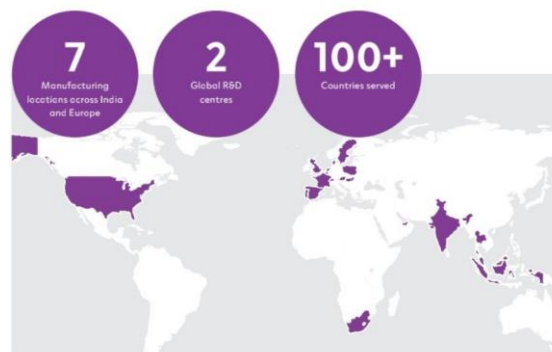 7
Manufacturing
locations across India
and Europe
2
Global R&D
centres
100+
Countries served